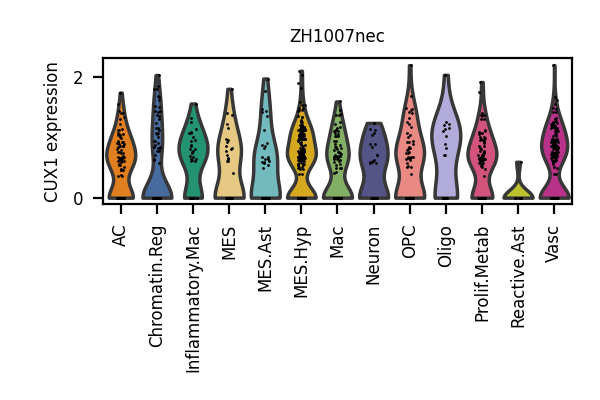 ZH1007nec
CUX1 expression
2
0
AC
Chromatin.Reg
Inflammatory.Mac
MES
MES.Ast
MES.Hyp
Mac
Neuron
OPC
Oligo
Prolif.Metab
Reactive.Ast
Vasc